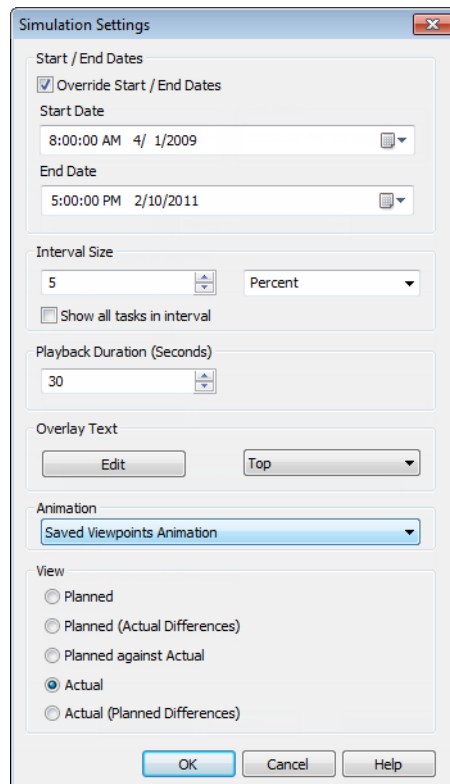 Simulation Settings
Start / End Dates
Override Start / End Dates
Start Date
8:00:00 AM 4/ 1/2009
End Date
5:00:00 PM 2/10/2011
Interval Size
5 Percent
Show all tasks in interval
Playback Duration (Seconds)
30
Overlay Text
Edit Top
Animation
Saved Viewpoints Animation
View
Planned
Planned (Actual Differences)
Planned against Actual
Actual
Actual (Planned Differences)
OK Cancel Help